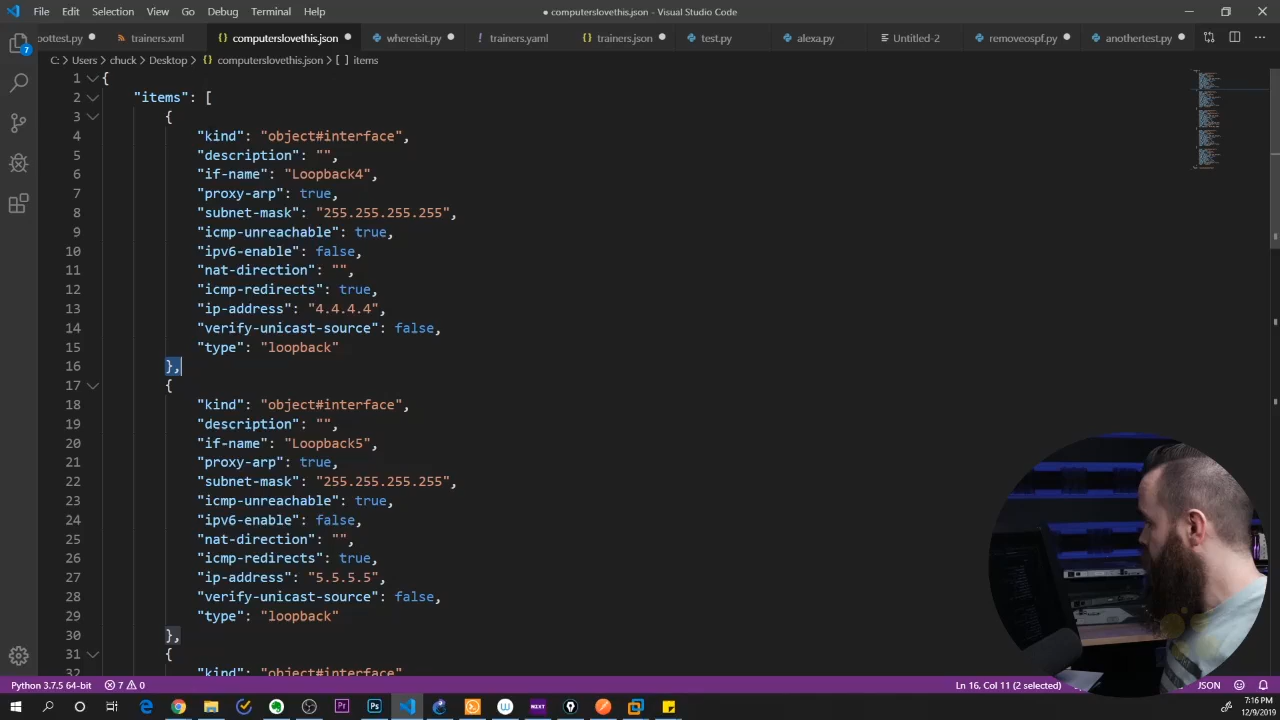 File Edit Selection View Go Debug Terminal Help
● computerslovethis.json - Visual Studio Code
pottest.py ● trainers.xml computerslovethis.json ● whereisit.py ● ! trainers.yaml trainers.json ● test.py alexa.py Untitled-2 removeospf.py ● anothertest.py ●
C: > Users > chuck > Desktop > {} computerslovethis.json > [ ] items
7
1 {
2 "items": [
3 {
4 "kind": "object#interface",
5 "description": "",
6 "if-name": "Loopback4",
7 "proxy-arp": true,
8 "subnet-mask": "255.255.255.255",
9 "icmp-unreachable": true,
10 "ipv6-enable": false,
11 "nat-direction": "",
12 "icmp-redirects": true,
13 "ip-address": "4.4.4.4",
14 "verify-unicast-source": false,
15 "type": "loopback"
16 },
17 {
18 "kind": "object#interface",
19 "description": "",
20 "if-name": "Loopback5",
21 "proxy-arp": true,
22 "subnet-mask": "255.255.255.255",
23 "icmp-unreachable": true,
24 "ipv6-enable": false,
25 "nat-direction": "",
26 "icmp-redirects": true,
27 "ip-address": "5.5.5.5",
28 "verify-unicast-source": false,
29 "type": "loopback"
30 },
31 {
32 "kind": "object#interface"
Python 3.7.5 64-bit 7 0 Ln 16, Col 11 (2 selected) JSON
7:16 PM
12/9/2019